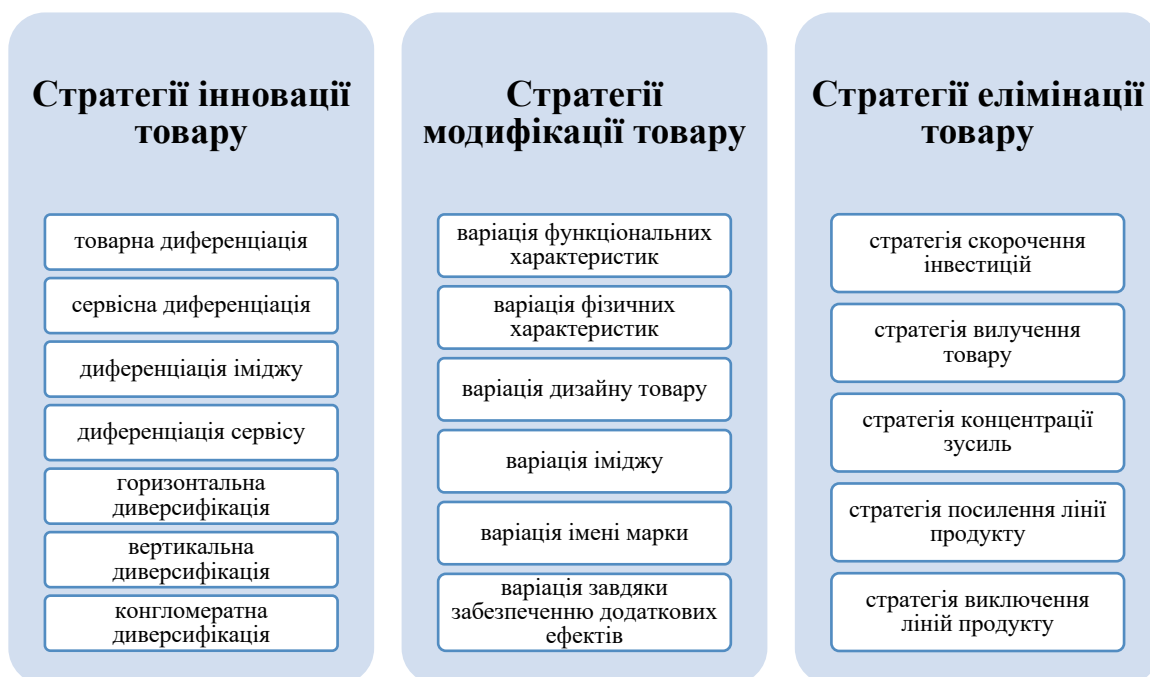 Стратегії інновації
товару
товарна диференціація
сервісна диференціація
диференціація іміджу
диференціація сервісу
горизонтальна
диверсифікація
вертикальна
диверсифікація
конгломератна
диверсифікація
Стратегії
модифікації товару
варіація функціональних
характеристик
варіація фізичних
характеристик
варіація дизайну товару
варіація іміджу
варіація імені марки
варіація завдяки
забезпеченню додаткових
ефектів
Стратегії елімінації
товару
стратегія скорочення
інвестицій
стратегія вилучення
товару
стратегія концентрації
зусиль
стратегія посилення лінії
продукту
стратегія виключення
ліній продукту